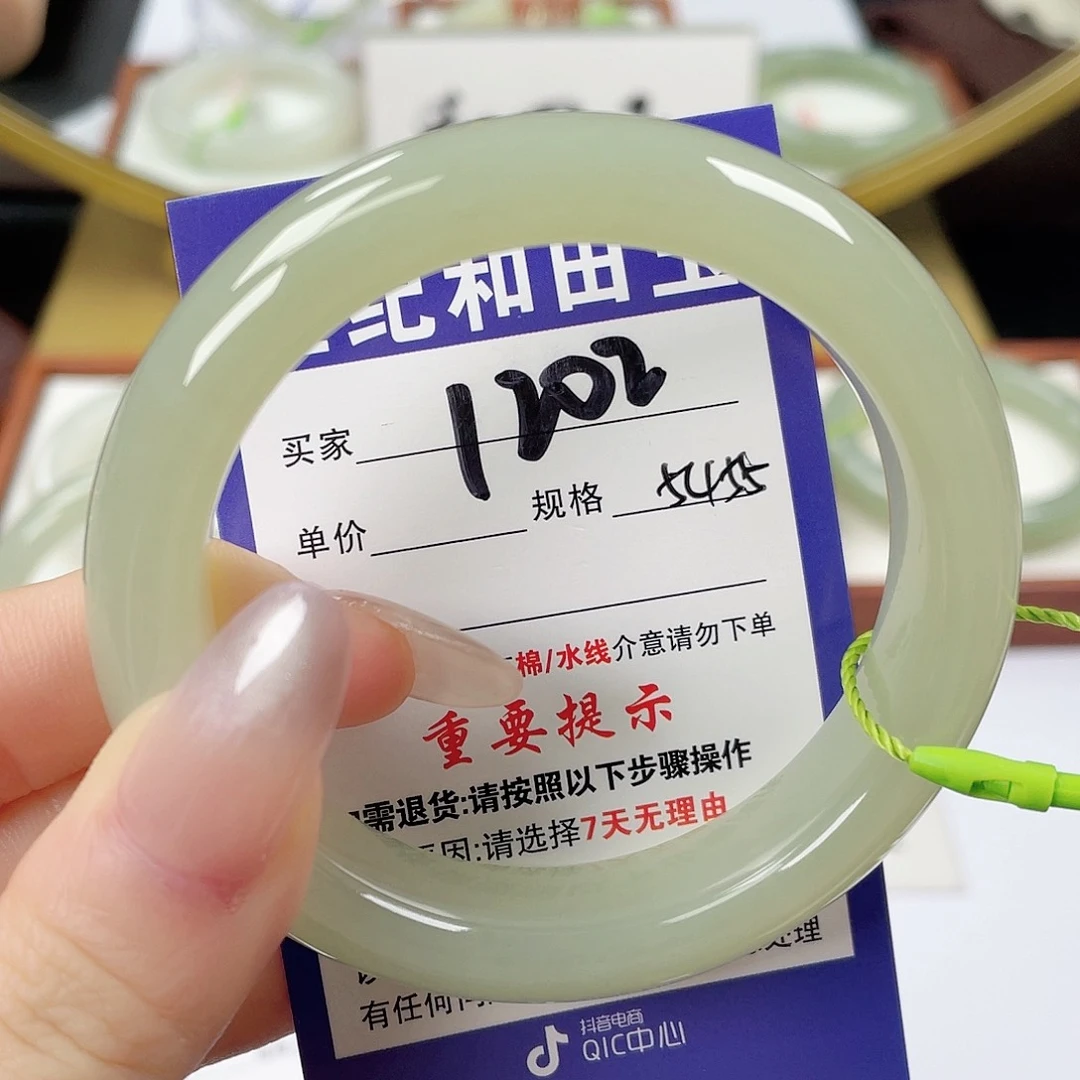 纪和田玉
1202
买家
规格 5455
单价
棉/水线介意请勿下单
重要提示
需退货:请按照以下步骤操作
因:请选择7天无理由
处理
有任何问
抖音电商
QIC中心